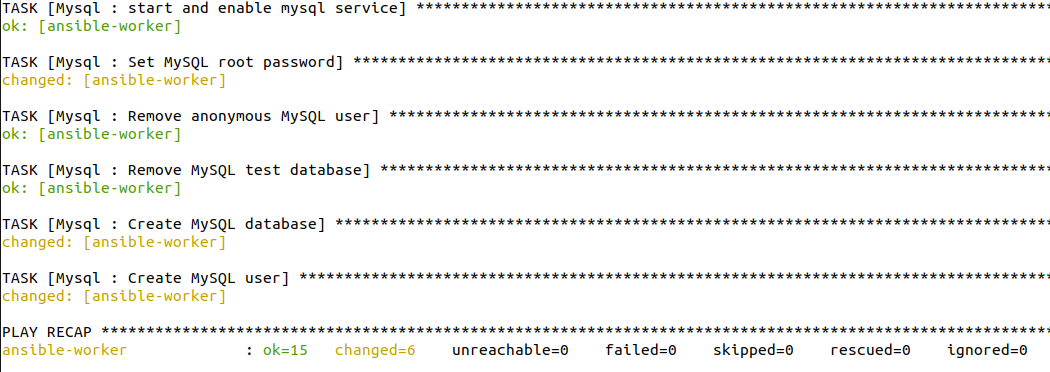 TASK [Mysql : start and enable mysql service] ***********************************************************************
ok: [ansible-worker]
TASK [Mysql : Set MySQL root password] ******************************************************************************
changed: [ansible-worker]
TASK [Mysql : Remove anonymous MySQL user] **************************************************************************
ok: [ansible-worker]
TASK [Mysql : Remove MySQL test database] ***************************************************************************
ok: [ansible-worker]
TASK [Mysql : Create MySQL database] ********************************************************************************
changed: [ansible-worker]
TASK [Mysql : Create MySQL user] ************************************************************************************
changed: [ansible-worker]
PLAY RECAP **********************************************************************************************************
ansible-worker             : ok=15   changed=6    unreachable=0    failed=0    skipped=0    rescued=0    ignored=0